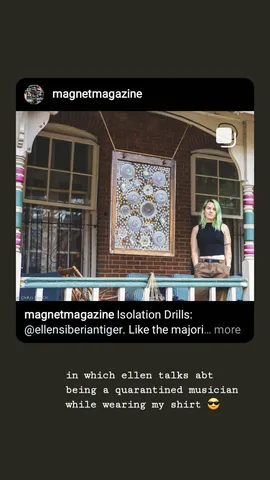 magnetmagazine
magnetmagazine Isolation Drills:
@ellensiberiantiger. Like the majori… more
in which ellen talks abt
being a quarantined musician
while wearing my shirt 😎